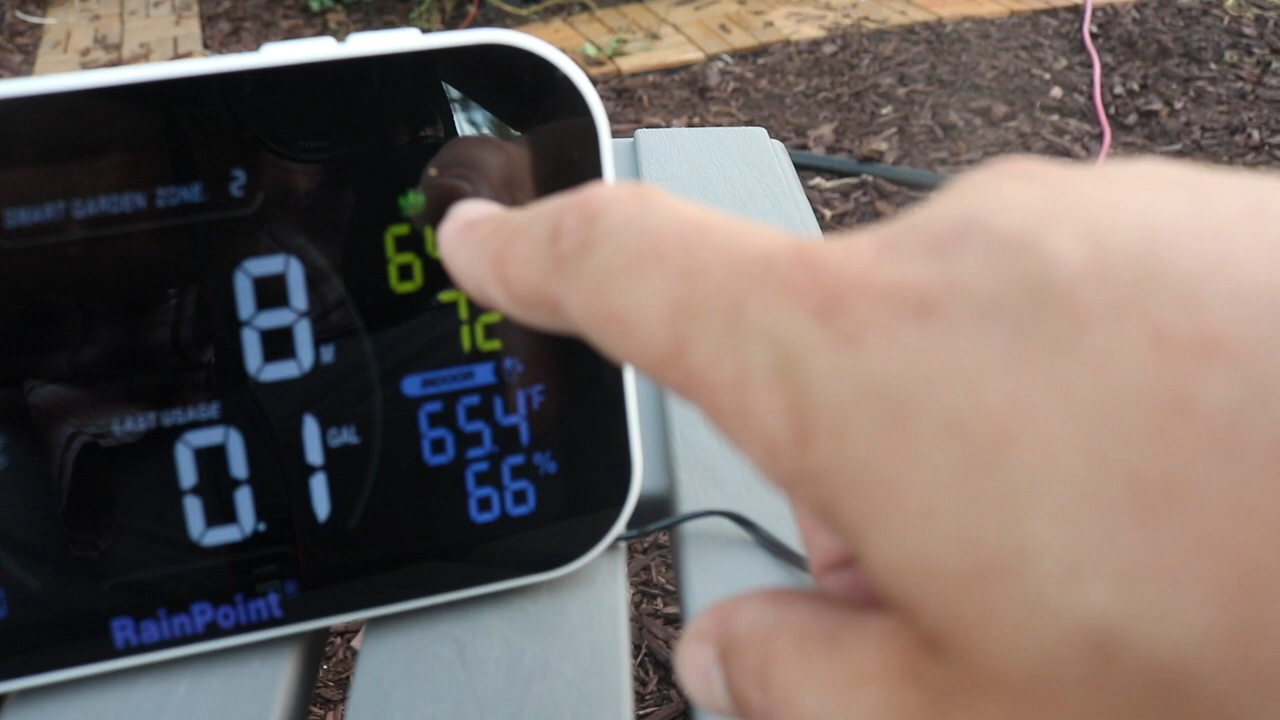 SMART GARDEN ZONE 2
8 M
72
INDOOR
65.4 °F
66 %
LAST USAGE
0.1 GAL
RainPoint